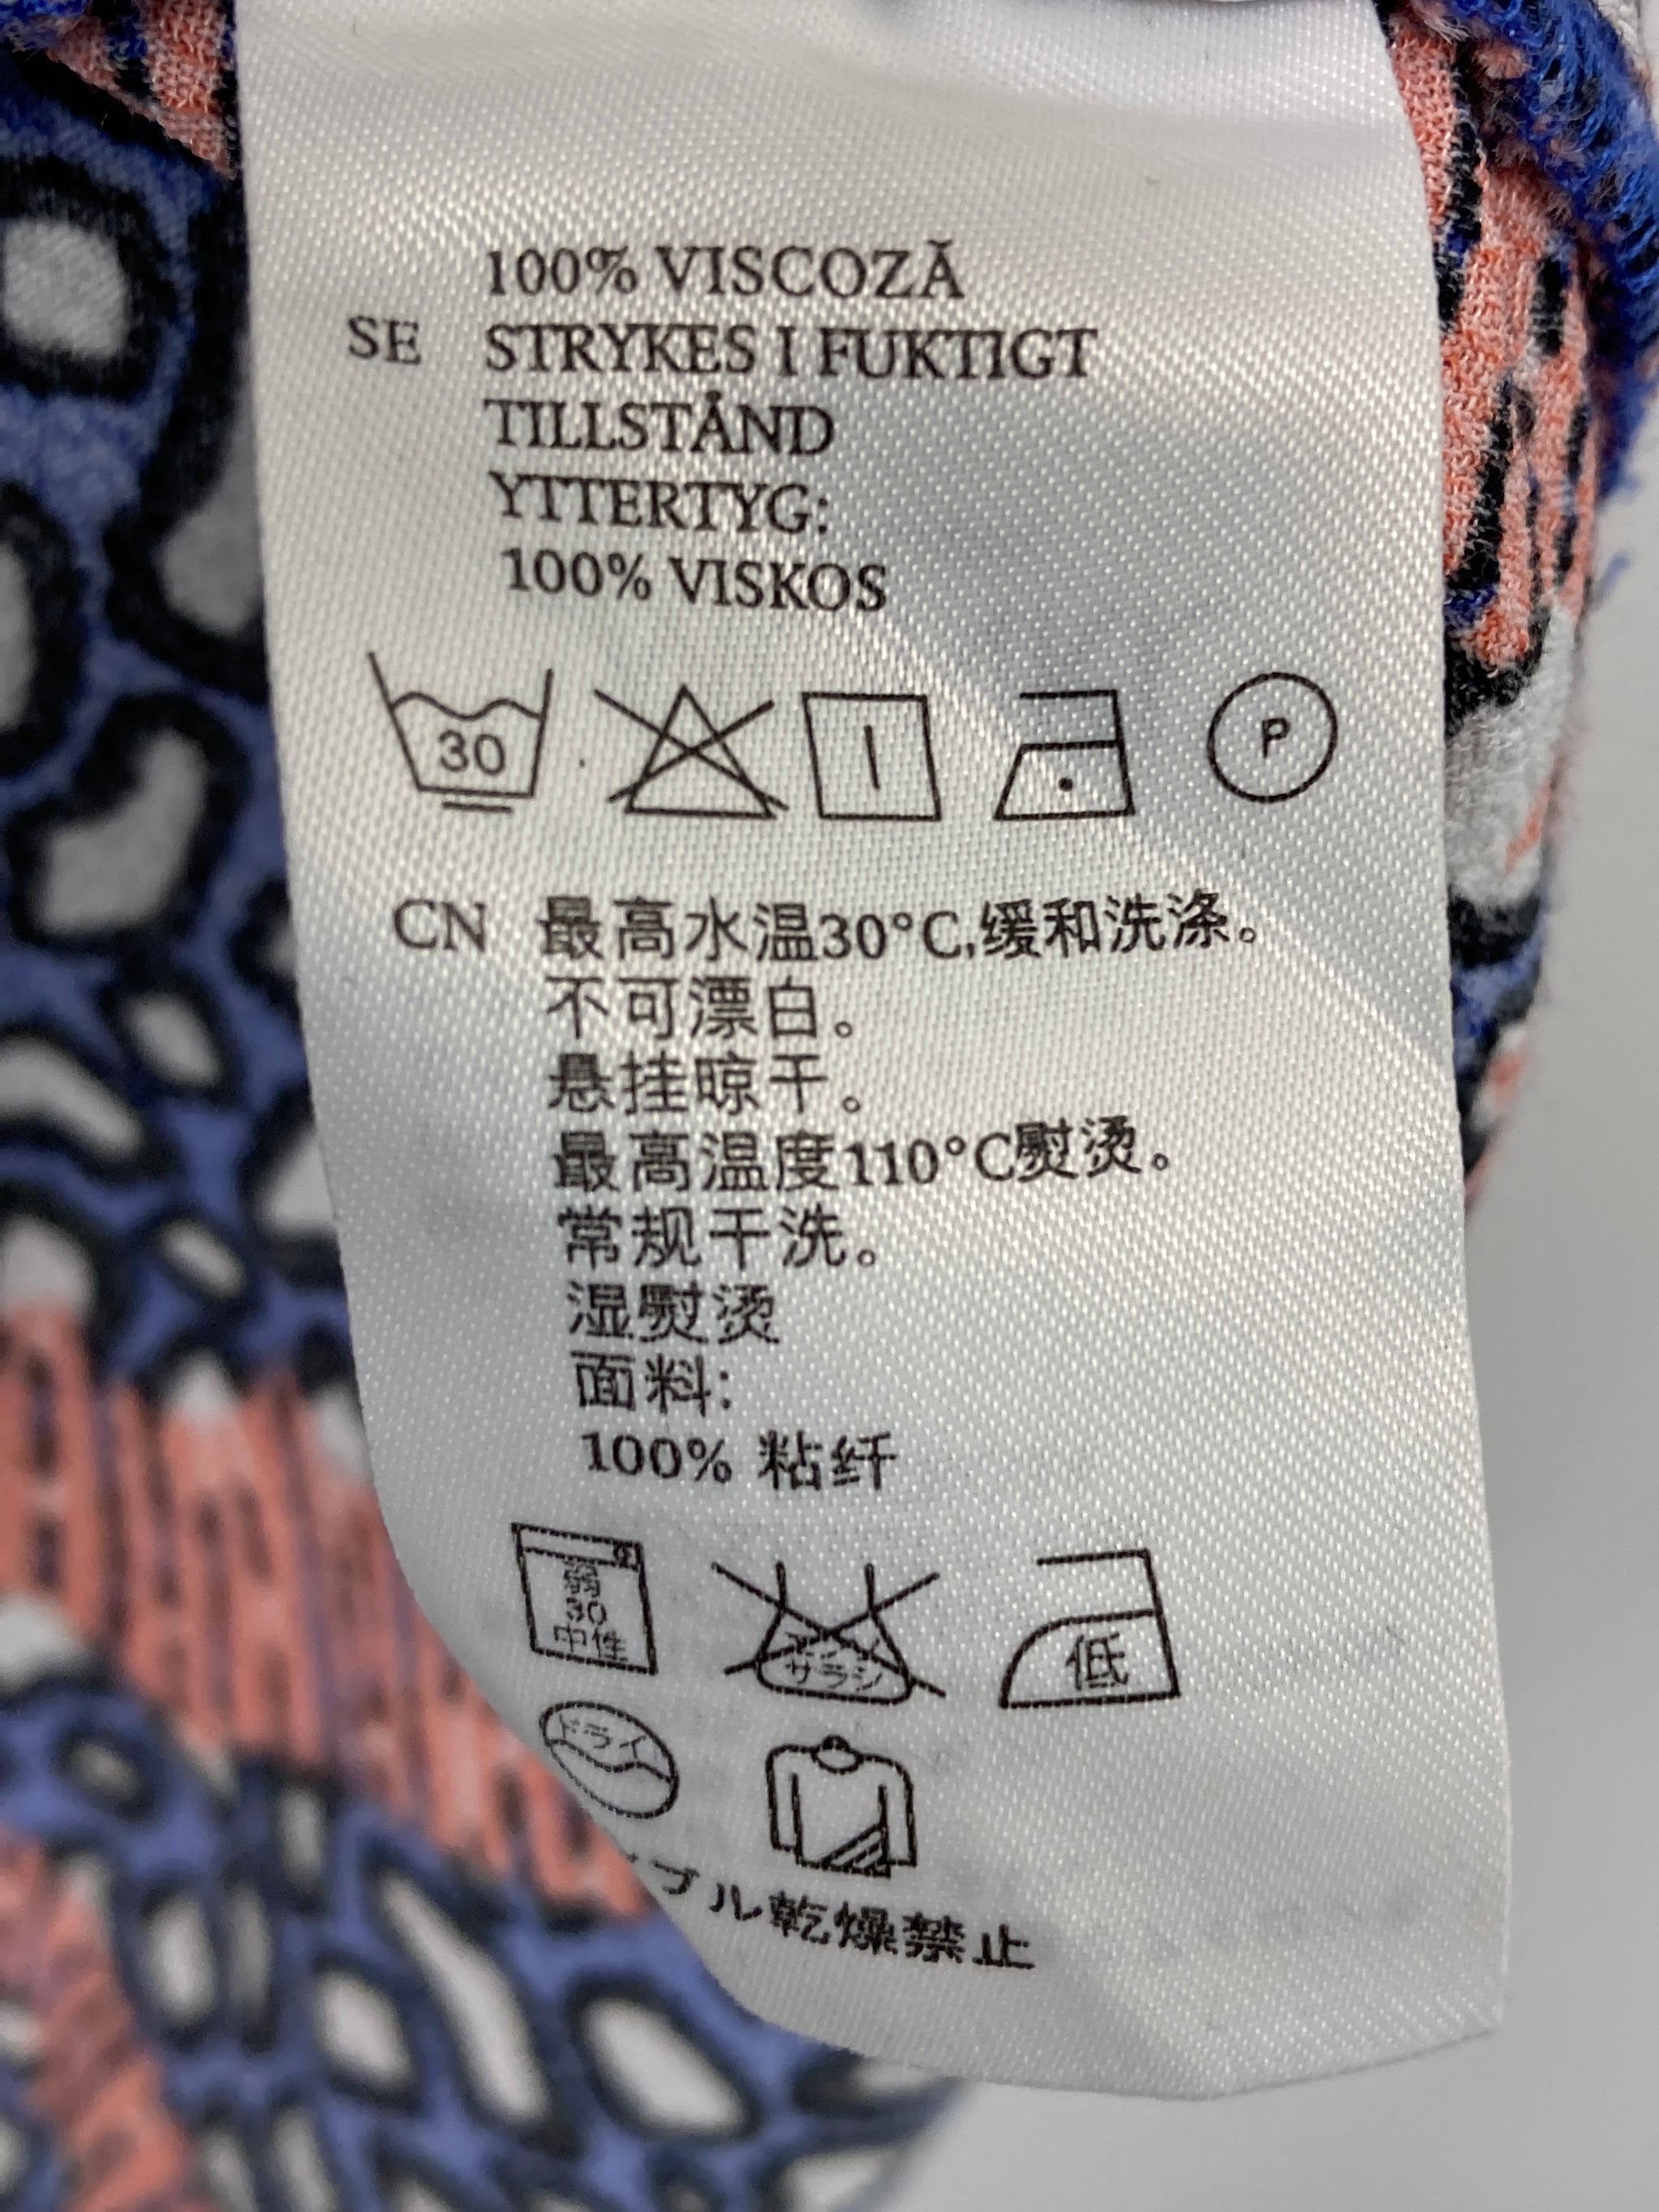 100% VISCOZĂ
SE STRYKES I FUKTIGT
TILLSTÅND
YTTERTYG:
100% VISKOS
30
P
CN 最高水温30°C,缓和洗涤。
不可漂白。
悬挂晾干。
最高温度110°C熨烫。
常规干洗。
湿熨烫
面料:
100% 粘纤
弱
30
中性
サラシ
低
ドライ
ブル乾燥禁止